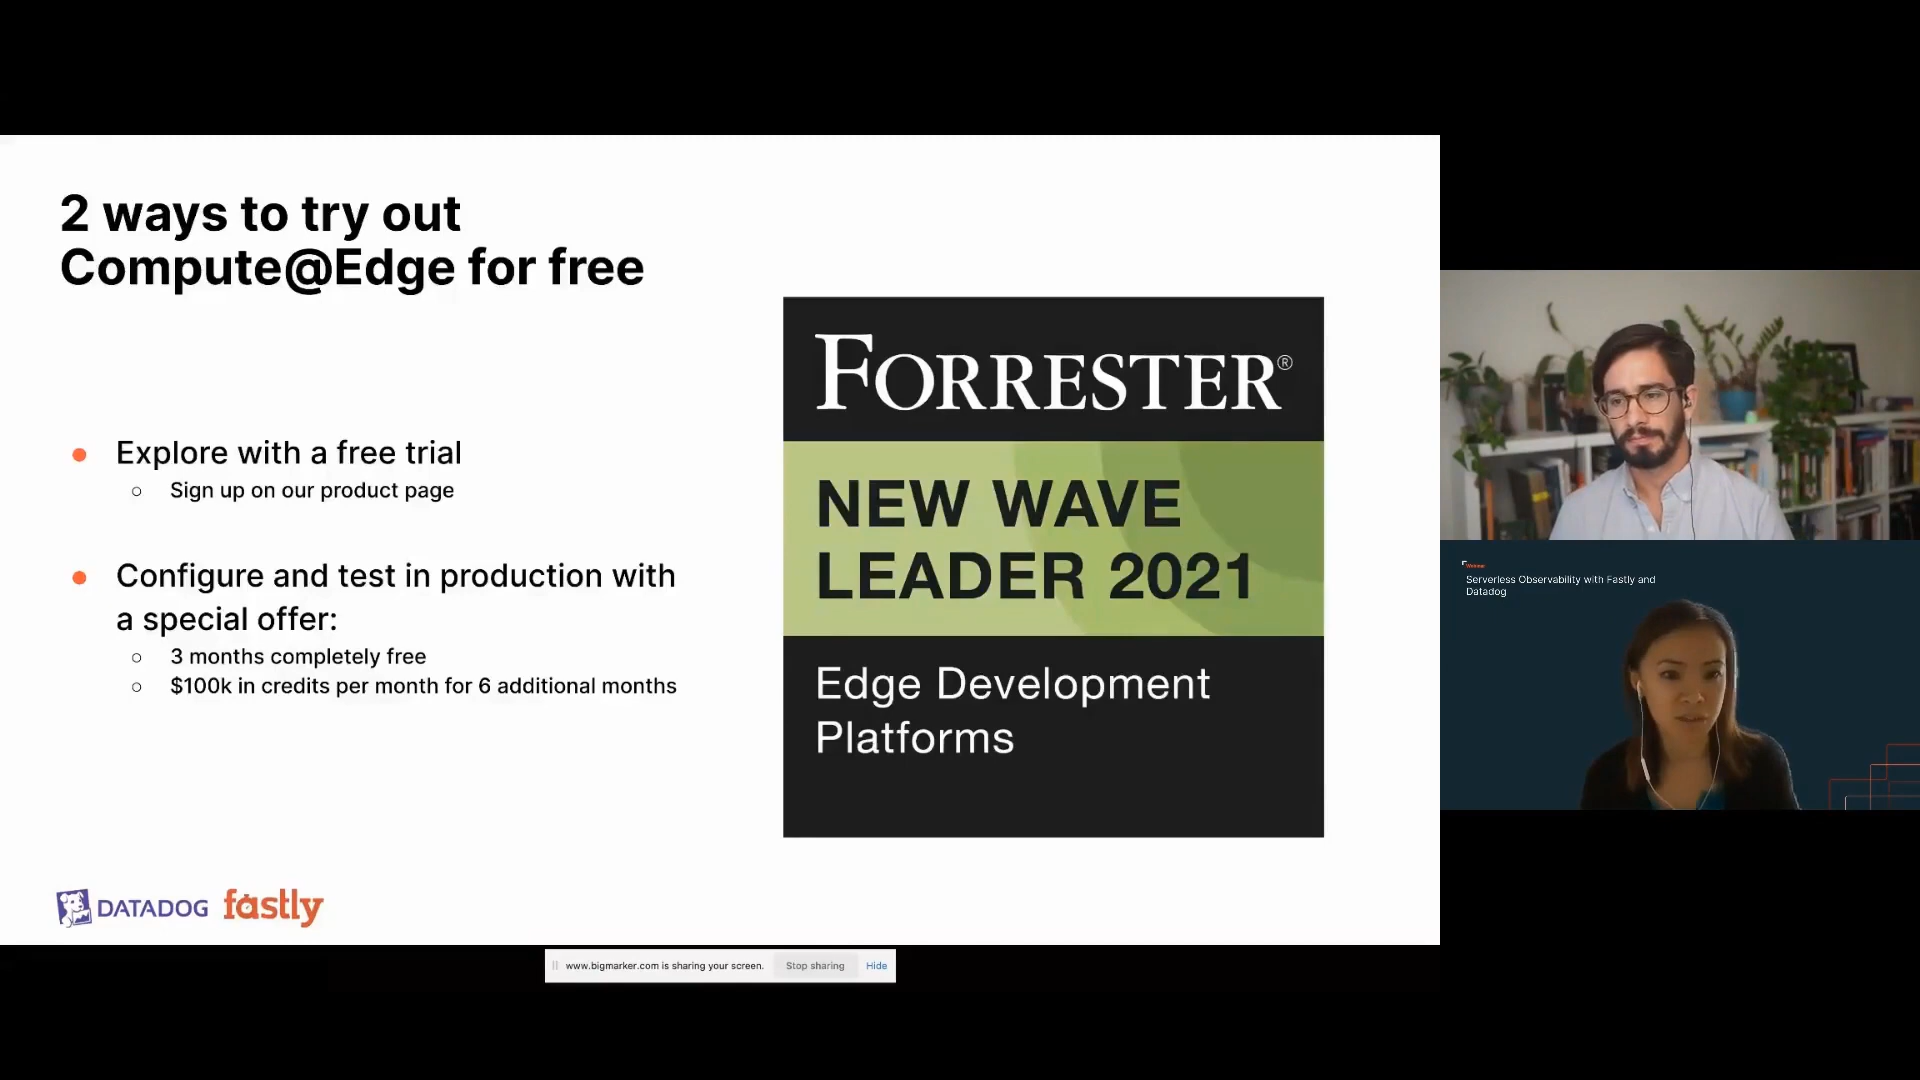 2 ways to try out
Compute@Edge for free
Explore with a free trial
Sign up on our product page
Configure and test in production with
a special offer:
3 months completely free
$100k in credits per month for 6 additional months
FORRESTER®
NEW WAVE
LEADER 2021
Edge Development
Platforms
DATADOG fastly
Webinar
Serverless Observability with Fastly and
Datadog
www.bigmarker.com is sharing your screen. Stop sharing Hide